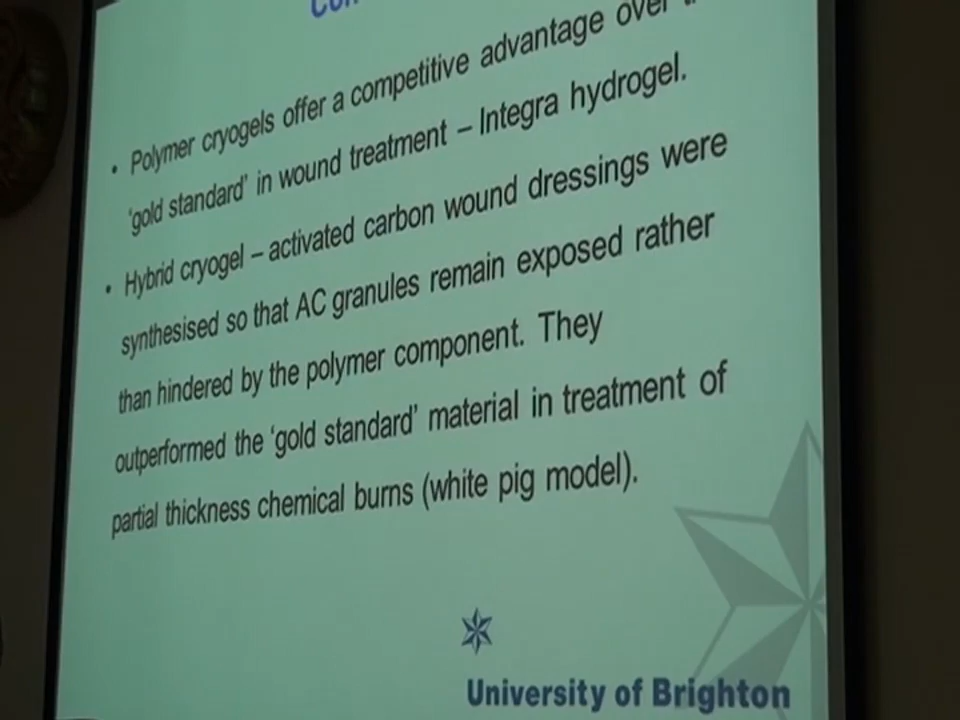 • Polymer cryogels offer a competitive advantage over
'gold standard' in wound treatment – Integra hydrogel.
• Hybrid cryogel – activated carbon wound dressings were
synthesised so that AC granules remain exposed rather
than hindered by the polymer component. They
outperformed the 'gold standard' material in treatment of
partial thickness chemical burns (white pig model).
University of Brighton